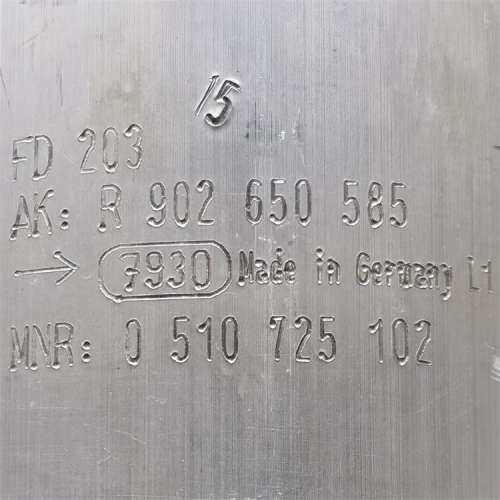 15
FD 203
AK: R 902 650 585
→ 7930 Made in Germany L1
MNR: 0 510 725 102